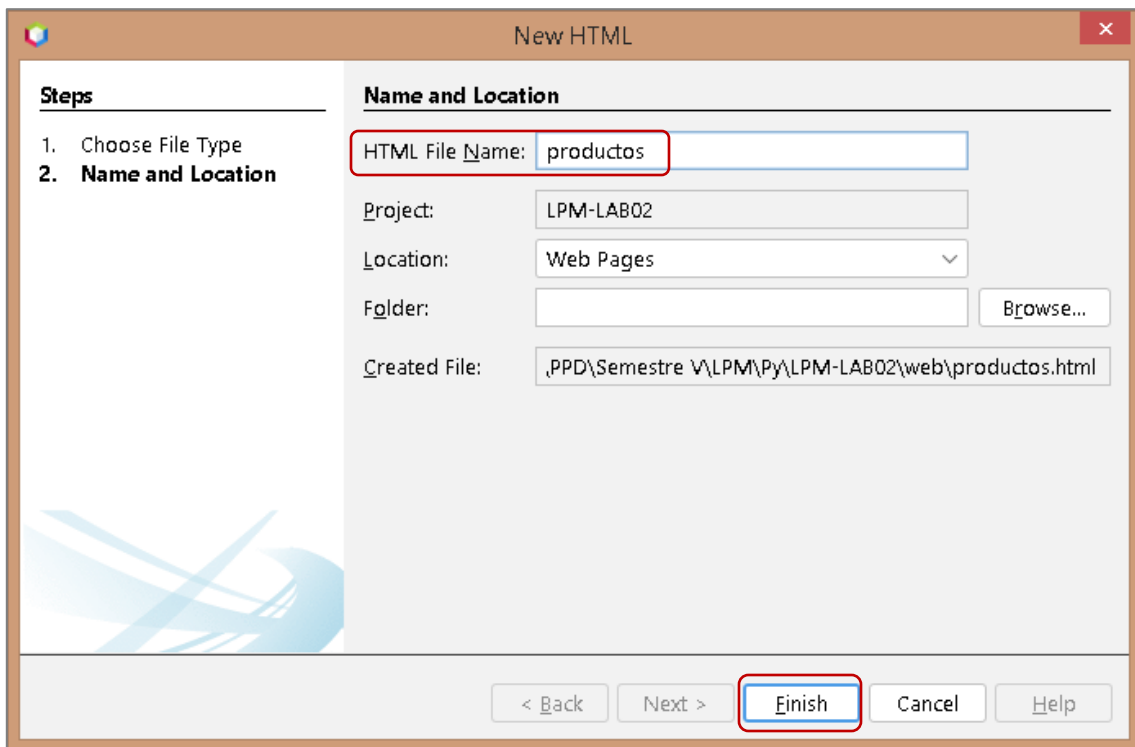 New HTML
Steps
1. Choose File Type
2. Name and Location
Name and Location
HTML File Name: productos
Project: LPM-LAB02
Location: Web Pages
Folder: Browse...
Created File: ,PPD\Semestre V\LPM\Py\LPM-LAB02\web\productos.html
< Back Next > Finish Cancel Help